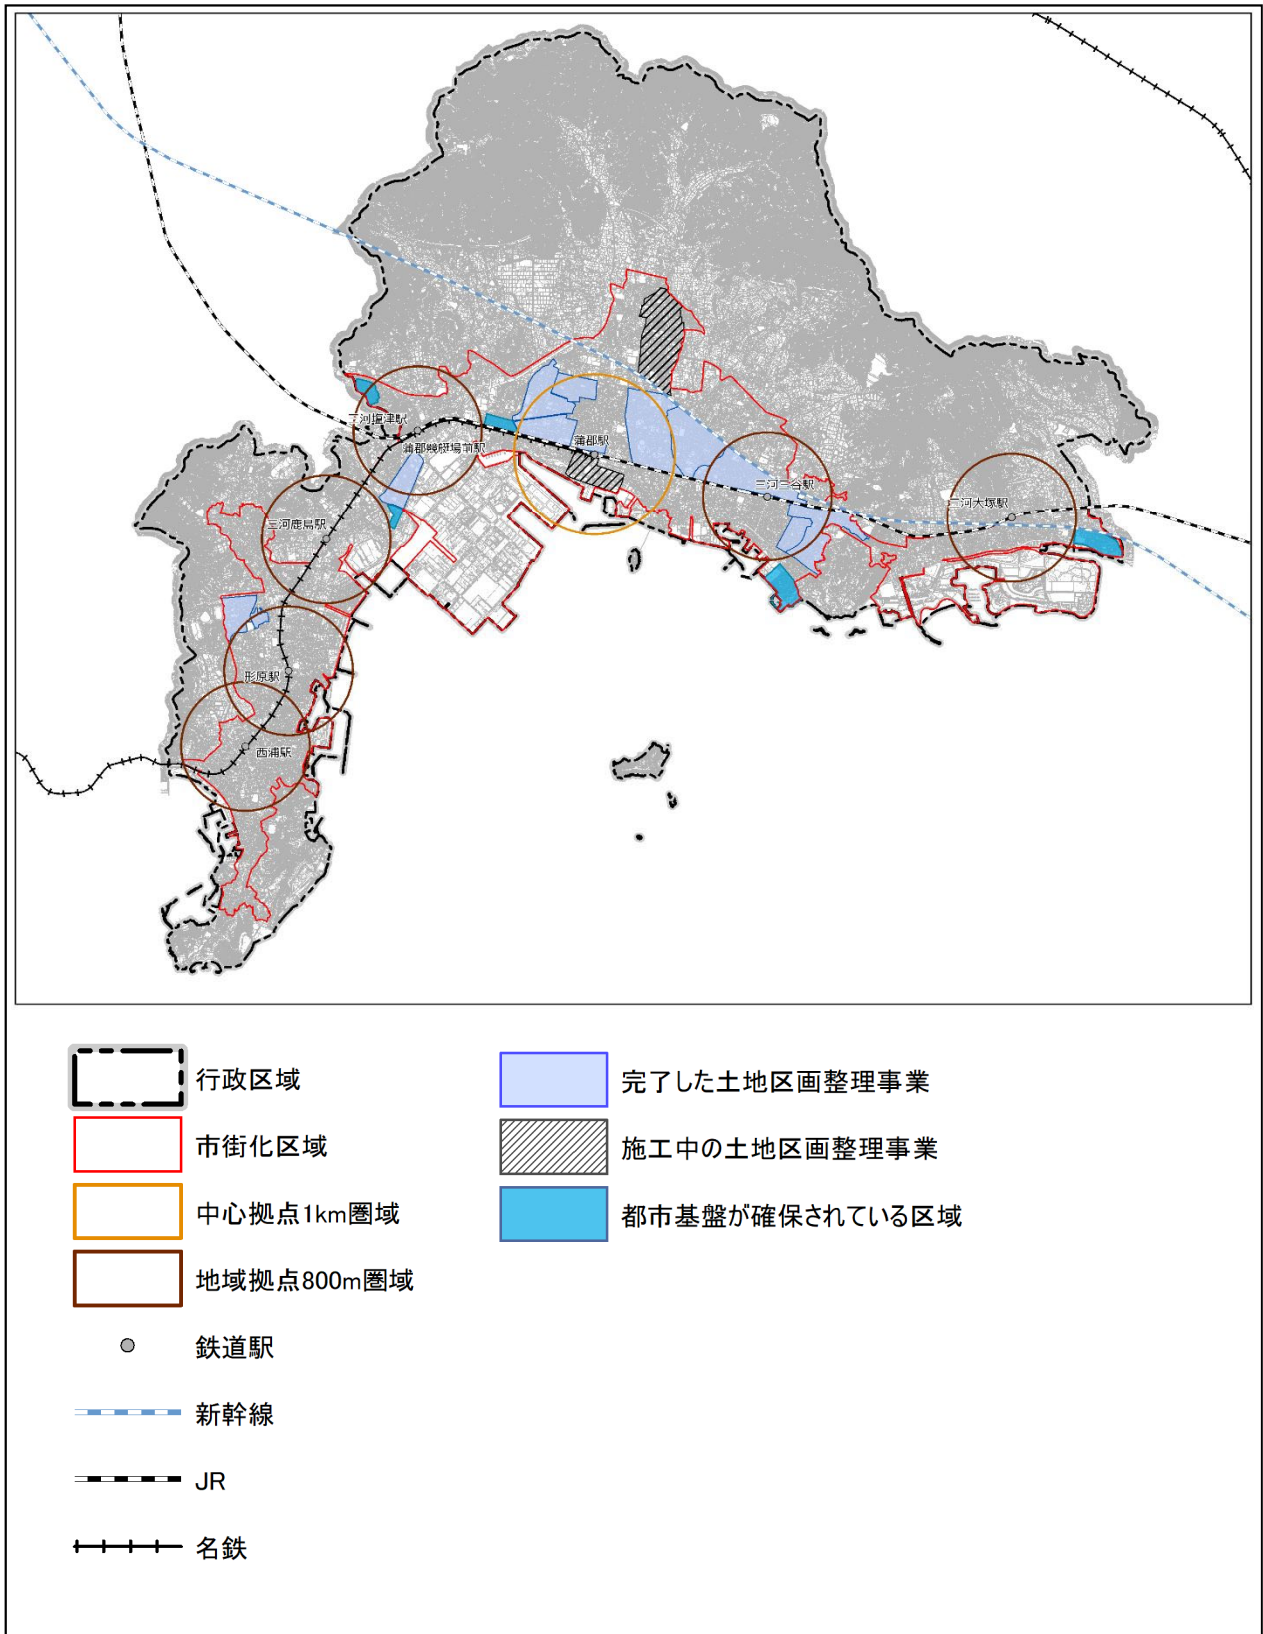 三河塩津駅
蒲郡競艇場前駅
蒲郡駅
三河三谷駅
三河大塚駅
三河鹿島駅
形原駅
西浦駅
行政区域
市街化区域
中心拠点1km圏域
地域拠点800m圏域
鉄道駅
新幹線
JR
名鉄
完了した土地区画整理事業
施工中の土地区画整理事業
都市基盤が確保されている区域